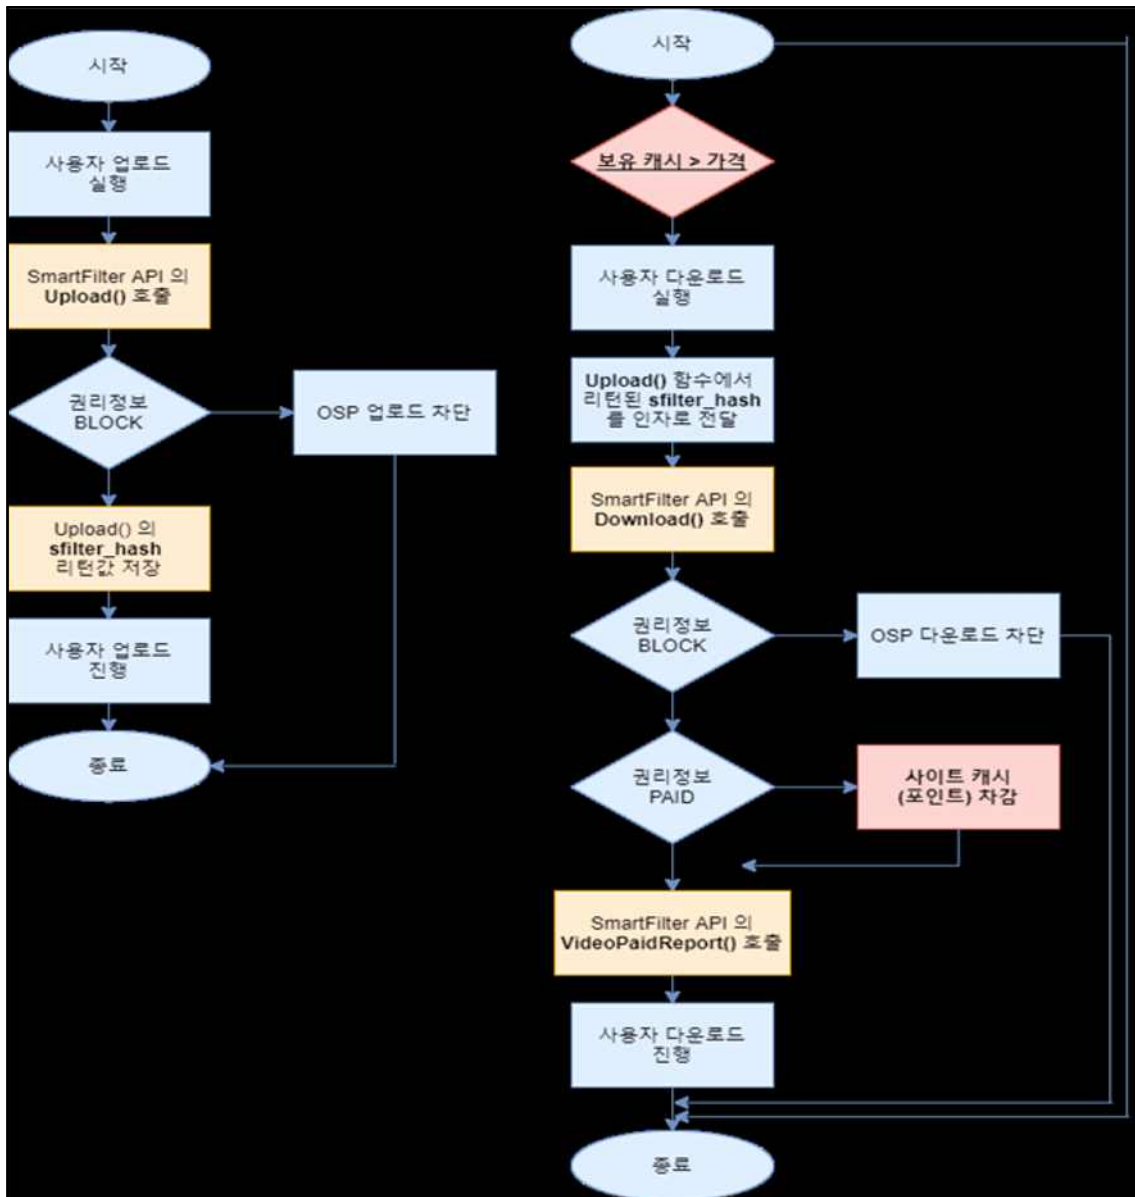 시작
사용자 업로드
실행
SmartFilter API 의
Upload() 호출
권리정보
BLOCK
OSP 업로드 차단
Upload() 의
sfilter_hash
리턴값 저장
사용자 업로드
진행
종료
시작
보유 캐시 > 가격
사용자 다운로드
실행
Upload() 함수에서
리턴된 sfilter_hash
를 인자로 전달
SmartFilter API 의
Download() 호출
권리정보
BLOCK
OSP 다운로드 차단
권리정보
PAID
사이트 캐시
(포인트) 차감
SmartFilter API 의
VideoPaidReport() 호출
사용자 다운로드
진행
종료